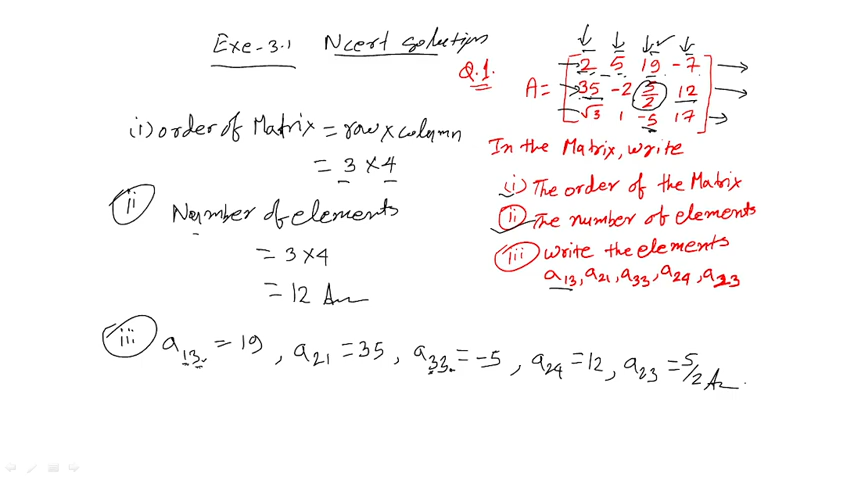 Exe-3.1 Ncert solution
Q.1.
A = [ 2 5 19 -7
35 -2 5/2 12
√3 1 -5 17 ]
In the Matrix, write
(i) The order of the Matrix
(ii) The number of elements
(iii) write the elements
a13, a21, a33, a24, a23
(i) order of Matrix = row x column
= 3 x 4
ii
Number of elements
= 3 x 4
= 12 Ans
iii a13 = 19, a21 = 35, a33 = -5, a24 = 12, a23 = 5/2 Ans